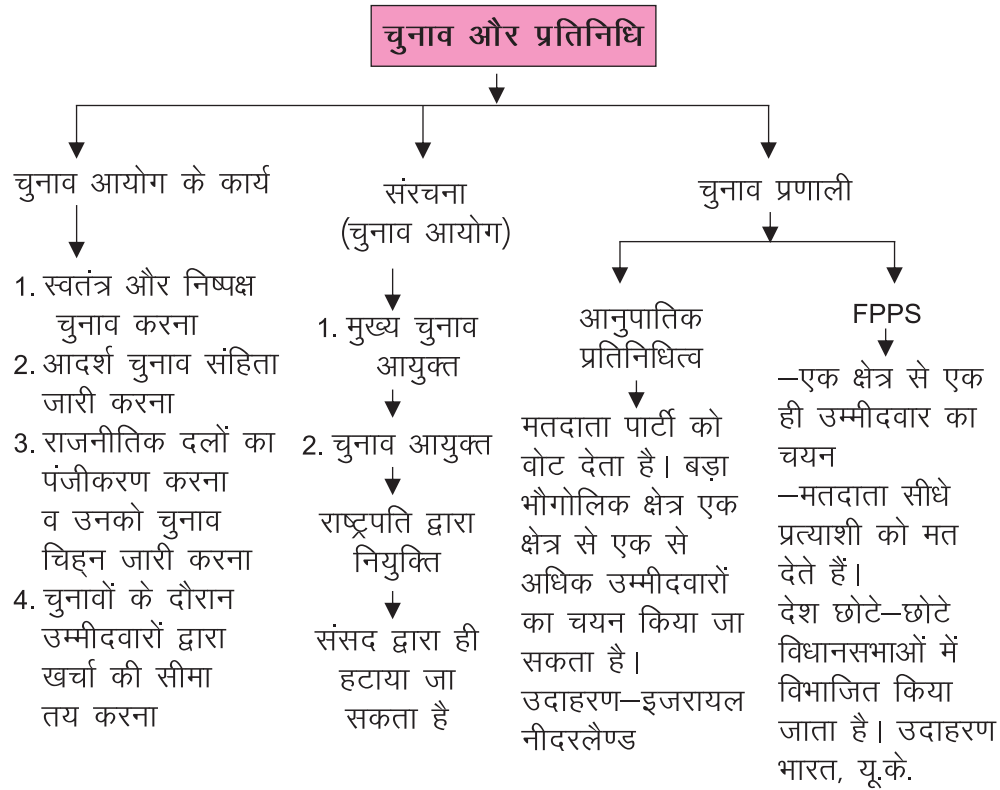 चुनाव और प्रतिनिधि
चुनाव आयोग के कार्य
1. स्वतंत्र और निष्पक्ष
चुनाव करना
2. आदर्श चुनाव संहिता
जारी करना
3. राजनीतिक दलों का
पंजीकरण करना
व उनको चुनाव
चिह्न जारी करना
4. चुनावों के दौरान
उम्मीदवारों द्वारा
खर्चा की सीमा
तय करना
संरचना
(चुनाव आयोग)
1. मुख्य चुनाव
आयुक्त
2. चुनाव आयुक्त
राष्ट्रपति द्वारा
नियुक्ति
संसद द्वारा ही
हटाया जा
सकता है
चुनाव प्रणाली
आनुपातिक
प्रतिनिधित्व
मतदाता पार्टी को
वोट देता है। बड़ा
भौगोलिक क्षेत्र एक
क्षेत्र से एक से
अधिक उम्मीदवारों
का चयन किया जा
सकता है।
उदाहरण–इजरायल
नीदरलैण्ड
FPPS
–एक क्षेत्र से एक
ही उम्मीदवार का
चयन
–मतदाता सीधे
प्रत्याशी को मत
देते हैं।
देश छोटे–छोटे
विधानसभाओं में
विभाजित किया
जाता है। उदाहरण
भारत, यू.के.